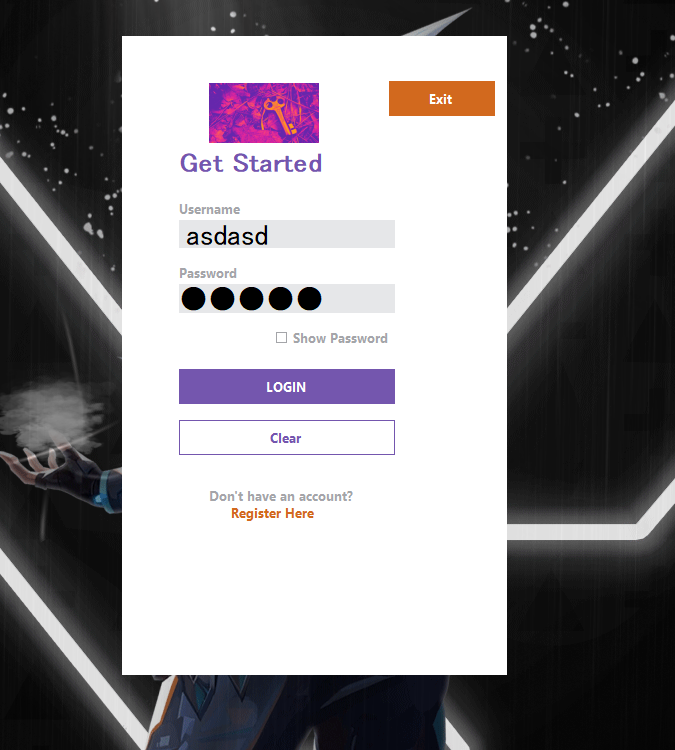 Exit
Get Started
Username
asdasd
Password
●●●●●
Show Password
LOGIN
Clear
Don't have an account?
Register Here